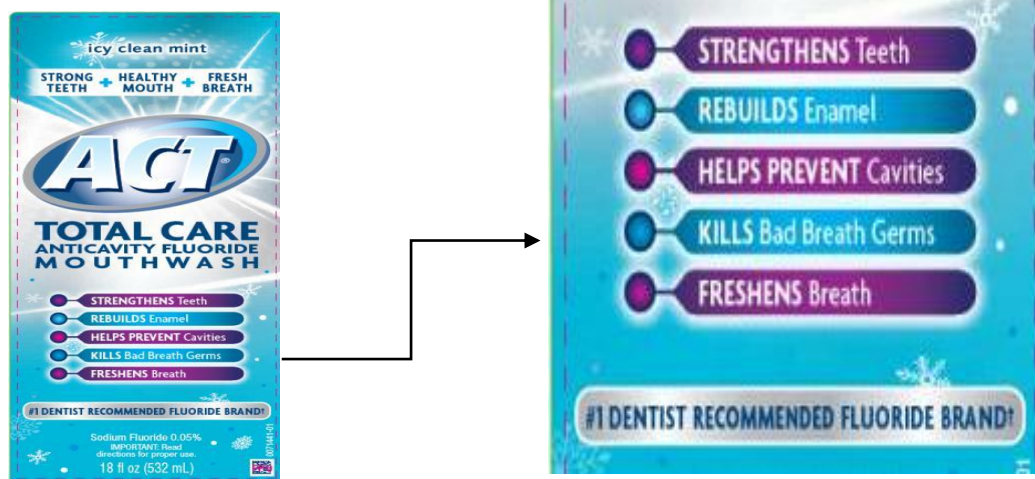 icy clean mint
STRONG TEETH + HEALTHY MOUTH + FRESH BREATH
ACT®
TOTAL CARE
ANTICAVITY FLUORIDE
MOUTHWASH
STRENGTHENS Teeth
REBUILDS Enamel
HELPS PREVENT Cavities
KILLS Bad Breath Germs
FRESHENS Breath
#1 DENTIST RECOMMENDED FLUORIDE BRAND†
Sodium Fluoride 0.05%
IMPORTANT: Read
directions for proper use.
18 fl oz (532 mL)
0071441-01
STRENGTHENS Teeth
REBUILDS Enamel
HELPS PREVENT Cavities
KILLS Bad Breath Germs
FRESHENS Breath
#1 DENTIST RECOMMENDED FLUORIDE BRAND†